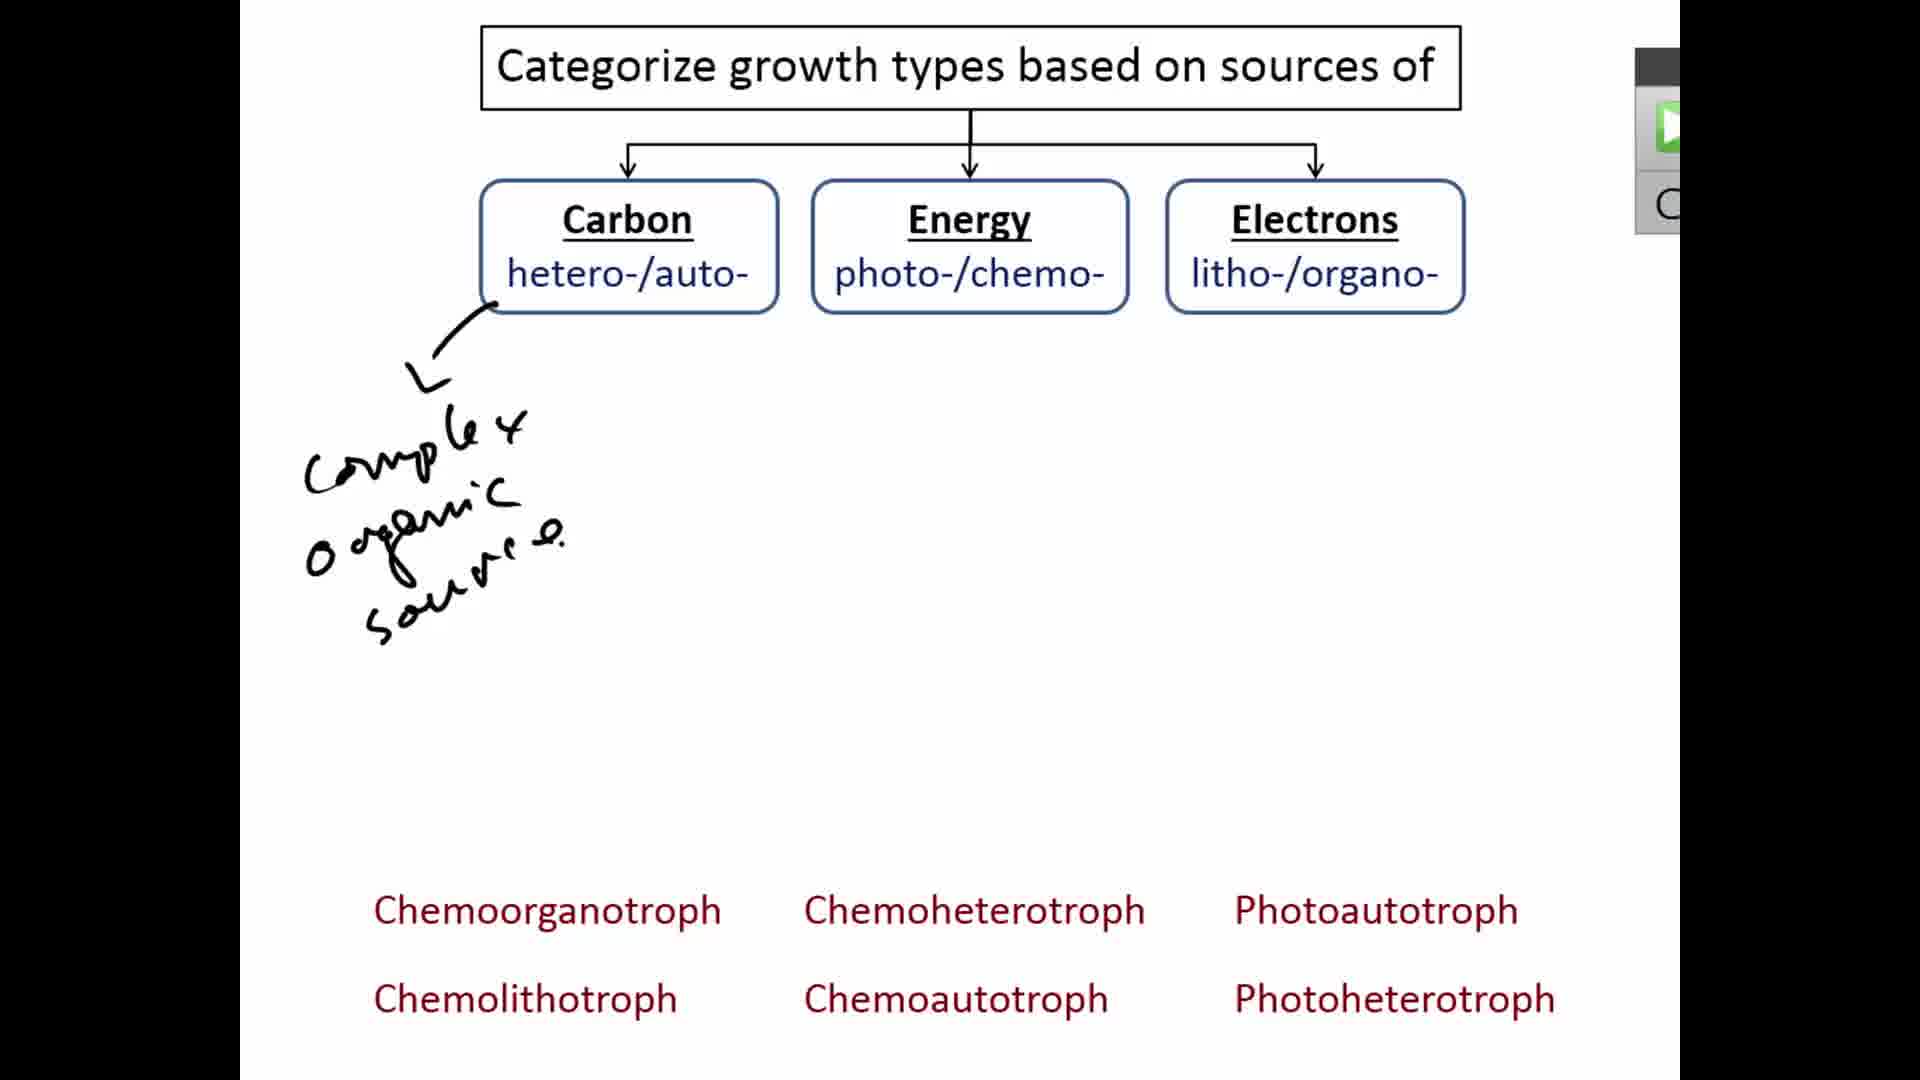 Categorize growth types based on sources of
Carbon
hetero-/auto-
Energy
photo-/chemo-
Electrons
litho-/organo-
complex
organic
source.
Chemoorganotroph
Chemoheterotroph
Photoautotroph
Chemolithotroph
Chemoautotroph
Photoheterotroph